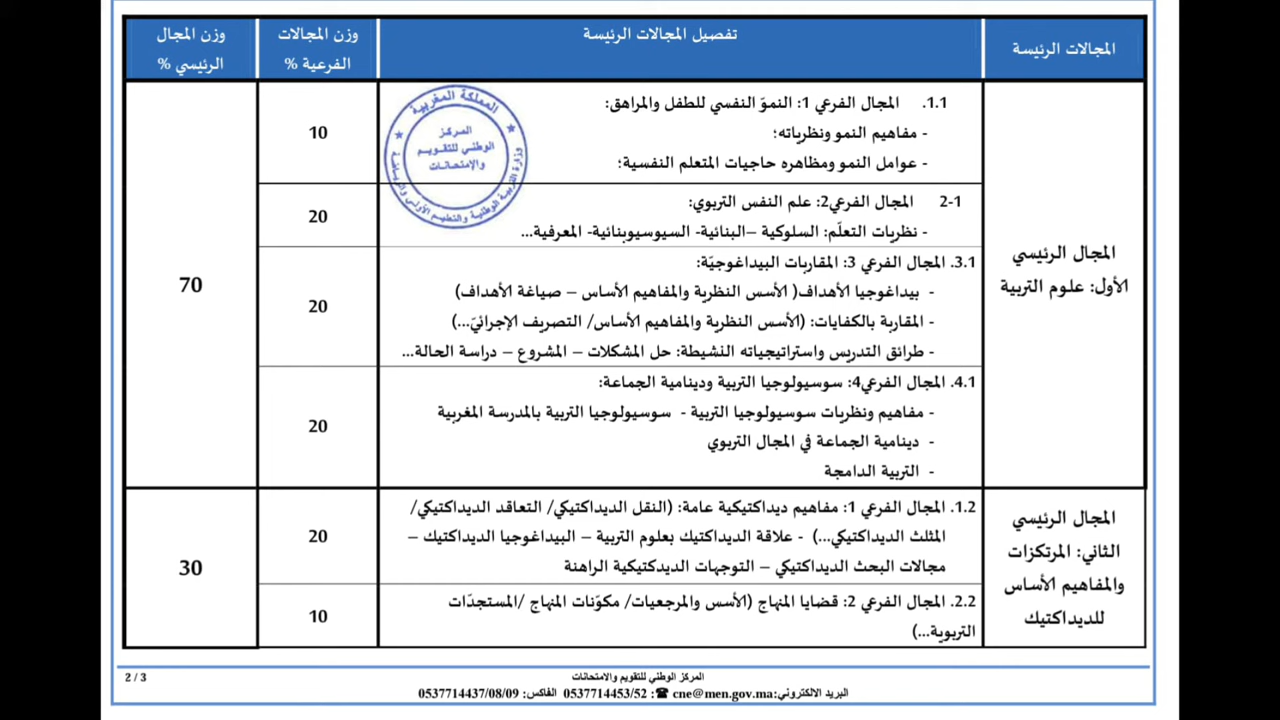 المجالات الرئيسة
تفصيل المجالات الرئيسة
وزن المجالات
الفرعية %
وزن المجال
الرئيسي %
المجال الرئيسي
الأول: علوم التربية
1.1. المجال الفرعي 1: النموّ النفسي للطفل والمراهق:
- مفاهيم النمو ونظرياته؛
- عوامل النمو ومظاهره حاجيات المتعلم النفسية؛
10
2-1 المجال الفرعي2: علم النفس التربوي:
- نظريات التعلّم: السلوكية –البنائية- السيوسيوبنائية- المعرفية...
20
3.1. المجال الفرعي 3: المقاربات البيداغوجيّة:
- بيداغوجيا الأهداف( الأسس النظرية والمفاهيم الأساس – صياغة الأهداف)
- المقاربة بالكفايات: (الأسس النظرية والمفاهيم الأساس/ التصريف الإجرائيّ...)
- طرائق التدريس واستراتيجياته النشيطة: حل المشكلات – المشروع – دراسة الحالة...
20
4.1. المجال الفرعي4: سوسيولوجيا التربية ودينامية الجماعة:
- مفاهيم ونظريات سوسيولوجيا التربية - سوسيولوجيا التربية بالمدرسة المغربية
- دينامية الجماعة في المجال التربوي
- التربية الدامجة
20
70
المجال الرئيسي
الثاني: المرتكزات
والمفاهيم الأساس
للديداكتيك
1.2. المجال الفرعي 1: مفاهيم ديداكتيكية عامة: (النقل الديداكتيكي/ التعاقد الديداكتيكي/
المثلث الديداكتيكي...) - علاقة الديداكتيك بعلوم التربية – البيداغوجيا الديداكتيك –
مجالات البحث الديداكتيكي – التوجهات الديدكتيكية الراهنة
20
2.2. المجال الفرعي 2: قضايا المنهاج (الأسس والمرجعيات/ مكوّنات المنهاج /المستجدّات
التربوية...)
10
30
المملكة المغربية
المركز
الوطني للتقويم
والامتحانات
وزارة التربية الوطنية والتعليم الأولي والرياضة
المركز الوطني للتقويم والامتحانات
البريد الالكتروني:cne@men.gov.ma ☎: 0537714453/52 الفاكس: 0537714437/08/09
2 / 3